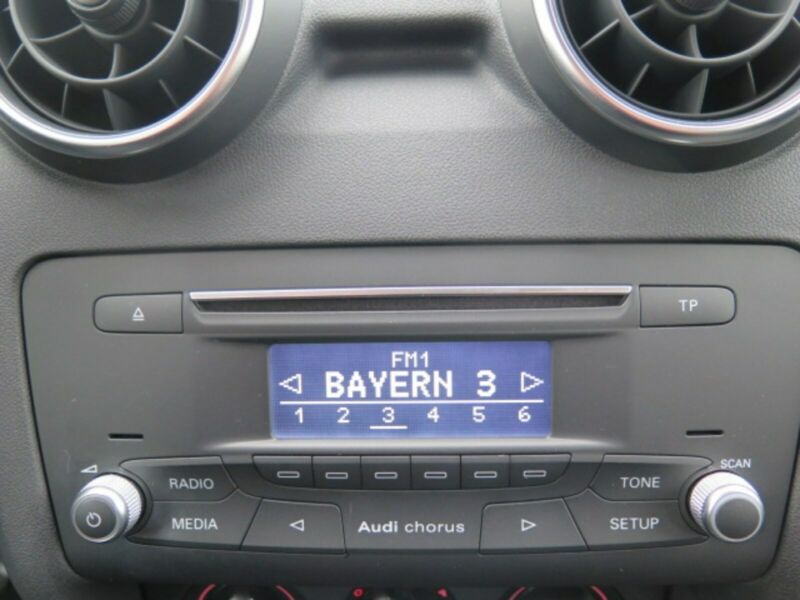 TP
FM1
BAYERN 3
1 2 3 4 5 6
SCAN
RADIO TONE
MEDIA Audi chorus SETUP